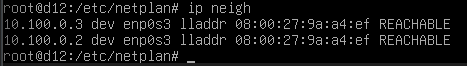 root@d12:/etc/netplan# ip neigh
10.100.0.3 dev enp0s3 lladdr 08:00:27:9a:a4:ef REACHABLE
10.100.0.2 dev enp0s3 lladdr 08:00:27:9a:a4:ef REACHABLE
root@d12:/etc/netplan# _